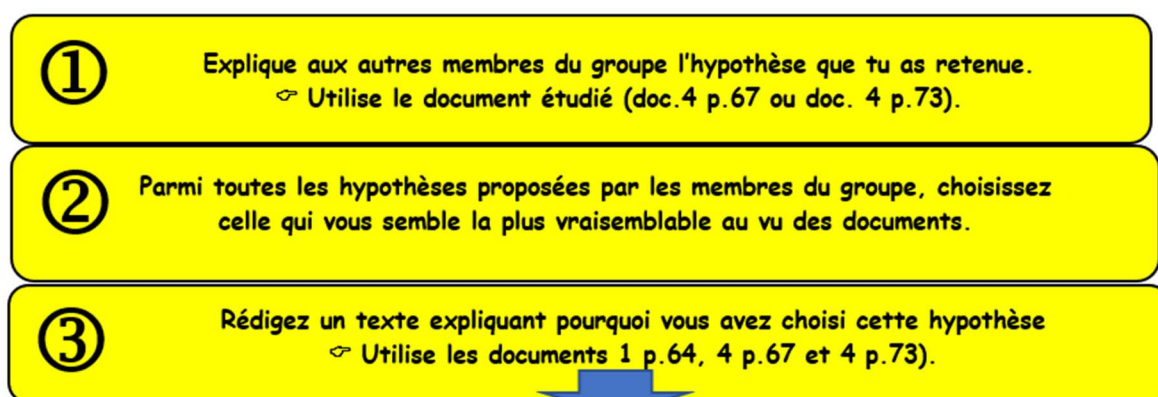 ① Explique aux autres membres du groupe l'hypothèse que tu as retenue.
☞ Utilise le document étudié (doc.4 p.67 ou doc. 4 p.73).
② Parmi toutes les hypothèses proposées par les membres du groupe, choisissez
celle qui vous semble la plus vraisemblable au vu des documents.
③ Rédigez un texte expliquant pourquoi vous avez choisi cette hypothèse
☞ Utilise les documents 1 p.64, 4 p.67 et 4 p.73).